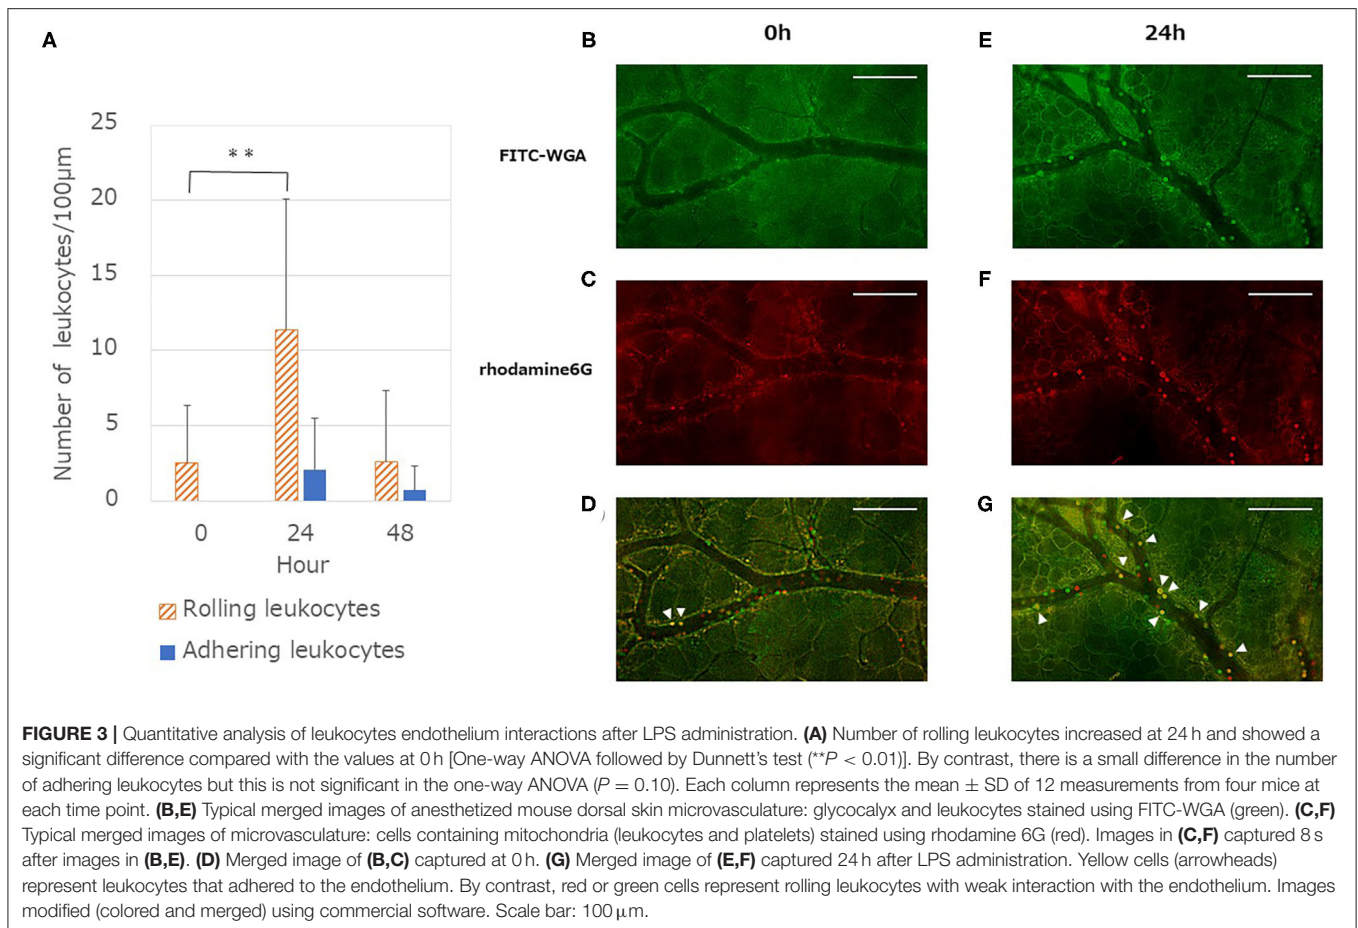 A
25
20
15
10
5
0
Number of leukocytes/100µm
**
0
24
48
Hour
Rolling leukocytes
Adhering leukocytes
0h
24h
B
E
FITC-WGA
C
F
rhodamine6G
D
)
G
FIGURE 3 | Quantitative analysis of leukocytes endothelium interactions after LPS administration. (A) Number of rolling leukocytes increased at 24 h and showed a
significant difference compared with the values at 0 h [One-way ANOVA followed by Dunnett's test (**P < 0.01)]. By contrast, there is a small difference in the number
of adhering leukocytes but this is not significant in the one-way ANOVA (P = 0.10). Each column represents the mean ± SD of 12 measurements from four mice at
each time point. (B,E) Typical merged images of anesthetized mouse dorsal skin microvasculature: glycocalyx and leukocytes stained using FITC-WGA (green). (C,F)
Typical merged images of microvasculature: cells containing mitochondria (leukocytes and platelets) stained using rhodamine 6G (red). Images in (C,F) captured 8 s
after images in (B,E). (D) Merged image of (B,C) captured at 0 h. (G) Merged image of (E,F) captured 24 h after LPS administration. Yellow cells (arrowheads)
represent leukocytes that adhered to the endothelium. By contrast, red or green cells represent rolling leukocytes with weak interaction with the endothelium. Images
modified (colored and merged) using commercial software. Scale bar: 100 µm.